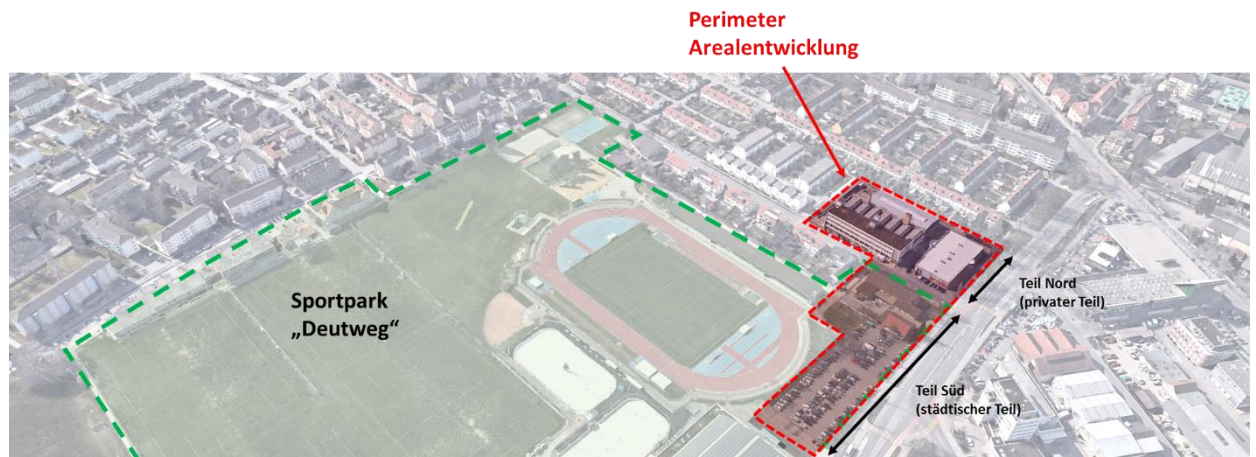 Perimeter
Arealentwicklung
Sportpark
„Deutweg“
Teil Nord
(privater Teil)
Teil Süd
(städtischer Teil)